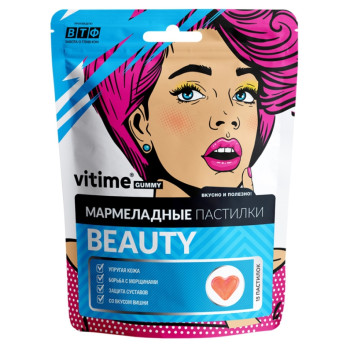 ВТФ
vitime®
GUMMY
ВКУСНО И ПОЛЕЗНО!
МАРМЕЛАДНЫЕ ПАСТИЛКИ
BEAUTY
УПРУГАЯ КОЖА
БОРЬБА С МОРЩИНАМИ
ЗАЩИТА СУСТАВОВ
СО ВКУСОМ ВИШНИ
15 ПАСТИЛОК